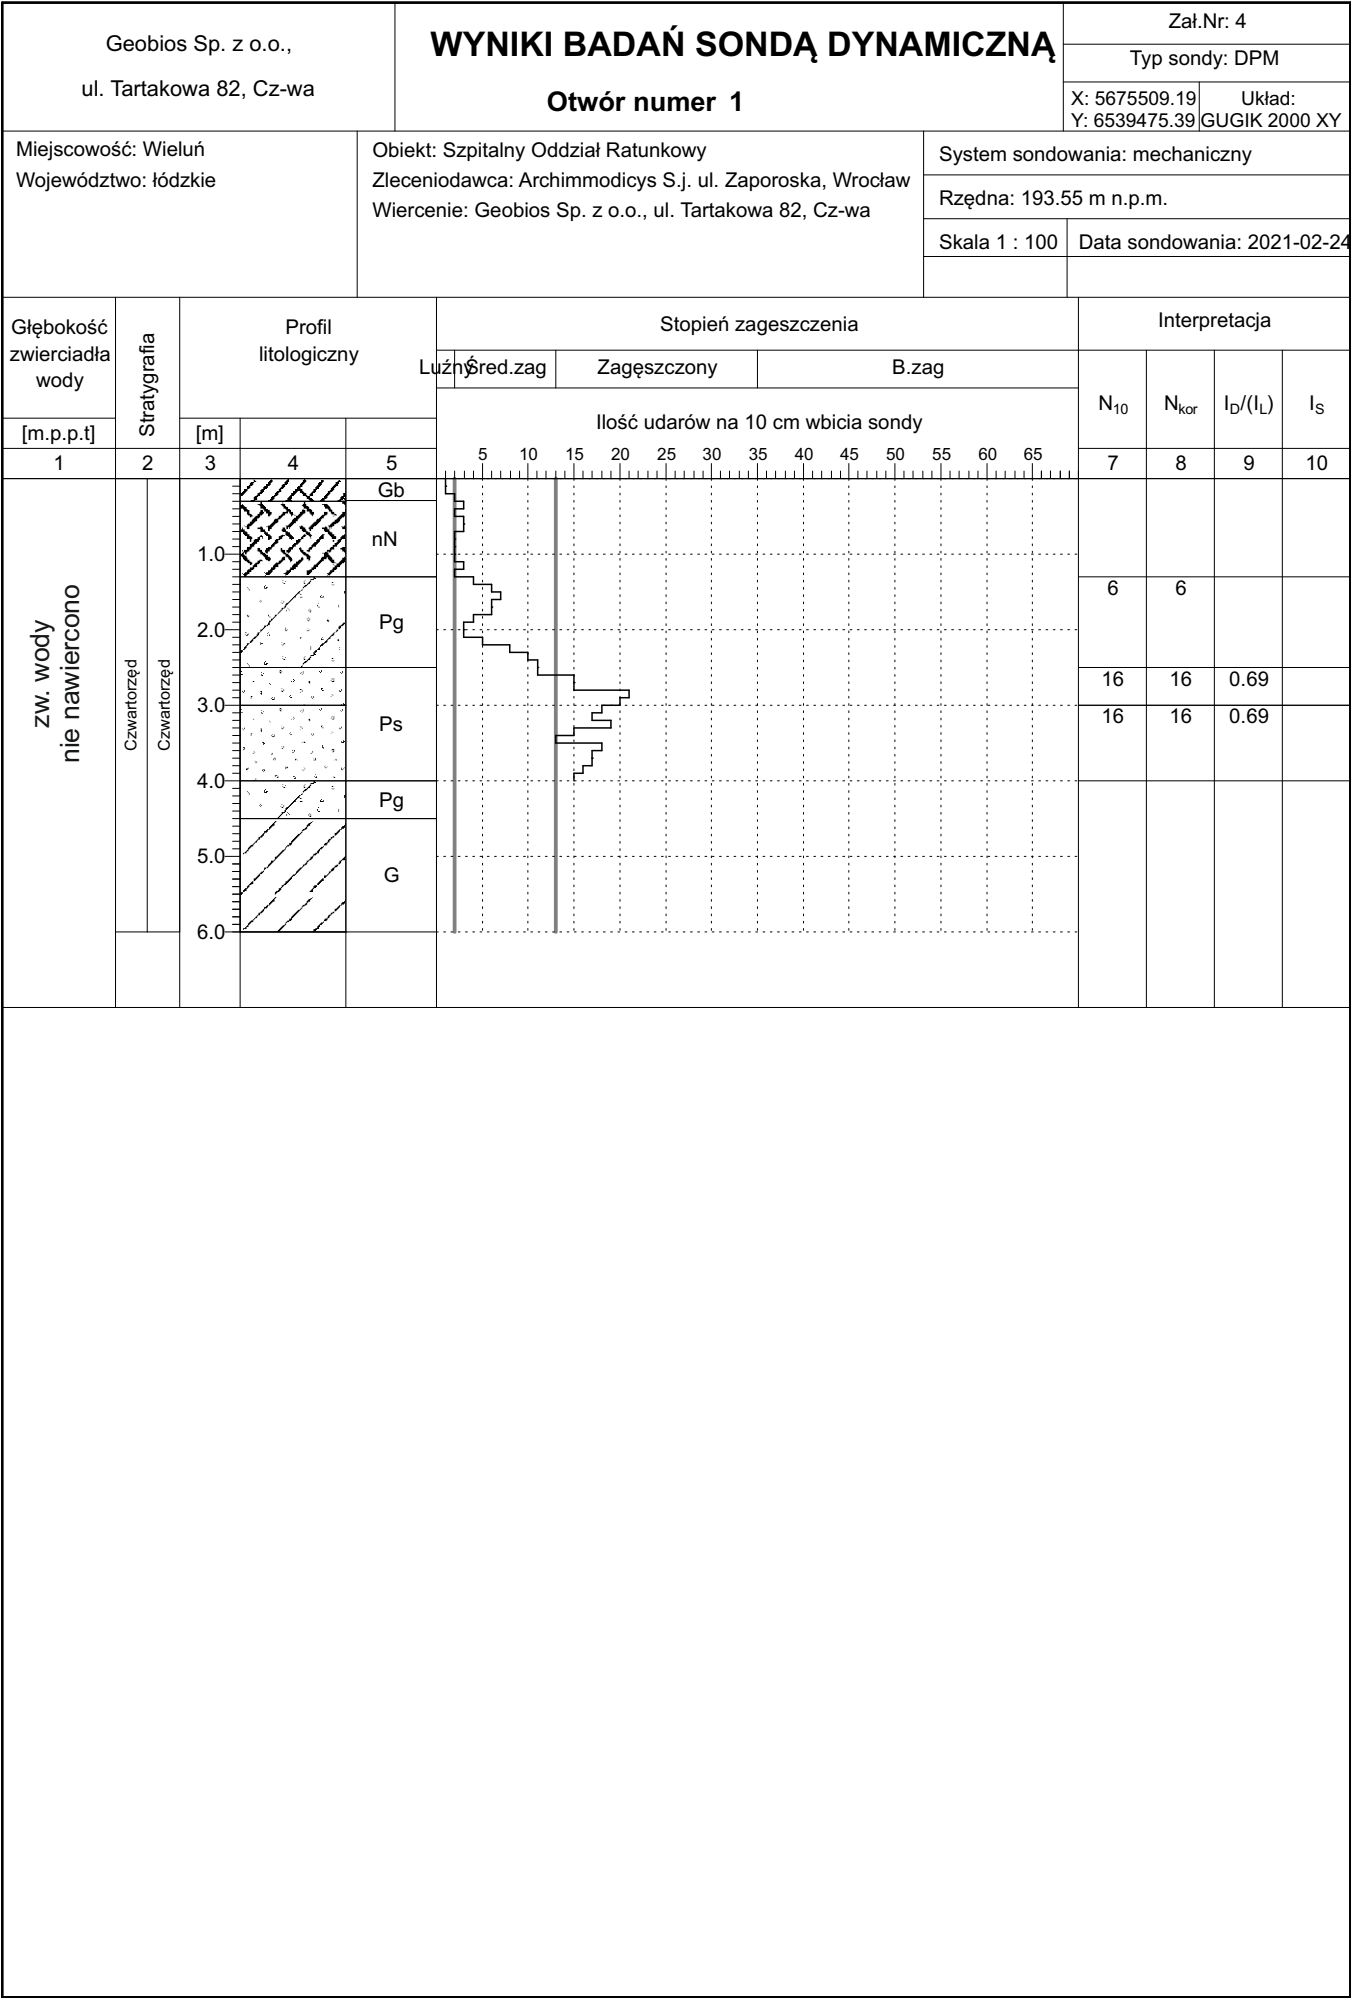 Geobios Sp. z o.o.,
ul. Tartakowa 82, Cz-wa
WYNIKI BADAŃ SONDĄ DYNAMICZNĄ
Otwór numer 1
Zał.Nr: 4
Typ sondy: DPM
X: 5675509.19
Y: 6539475.39
Układ:
GUGIK 2000 XY
Miejscowość: Wieluń
Województwo: łódzkie
Obiekt: Szpitalny Oddział Ratunkowy
Zleceniodawca: Archimmodicys S.j. ul. Zaporoska, Wrocław
Wiercenie: Geobios Sp. z o.o., ul. Tartakowa 82, Cz-wa
System sondowania: mechaniczny
Rzędna: 193.55 m n.p.m.
Skala 1 : 100
Data sondowania: 2021-02-24
Głębokość
zwierciadła
wody
[m.p.p.t]
Stratygrafia
Profil
litologiczny
[m]
Stopień zageszczenia
Luźny
Śred.zag
Zagęszczony
B.zag
Ilość udarów na 10 cm wbicia sondy
5 10 15 20 25 30 35 40 45 50 55 60 65
Interpretacja
N10
Nkor
ID/(IL)
IS
1 2 3 4 5 7 8 9 10
zw. wody
nie nawiercono
Czwartorzęd
Czwartorzęd
1.0
2.0
3.0
4.0
5.0
6.0
Gb
nN
Pg
Ps
Pg
G
6 6
16 16 0.69
16 16 0.69